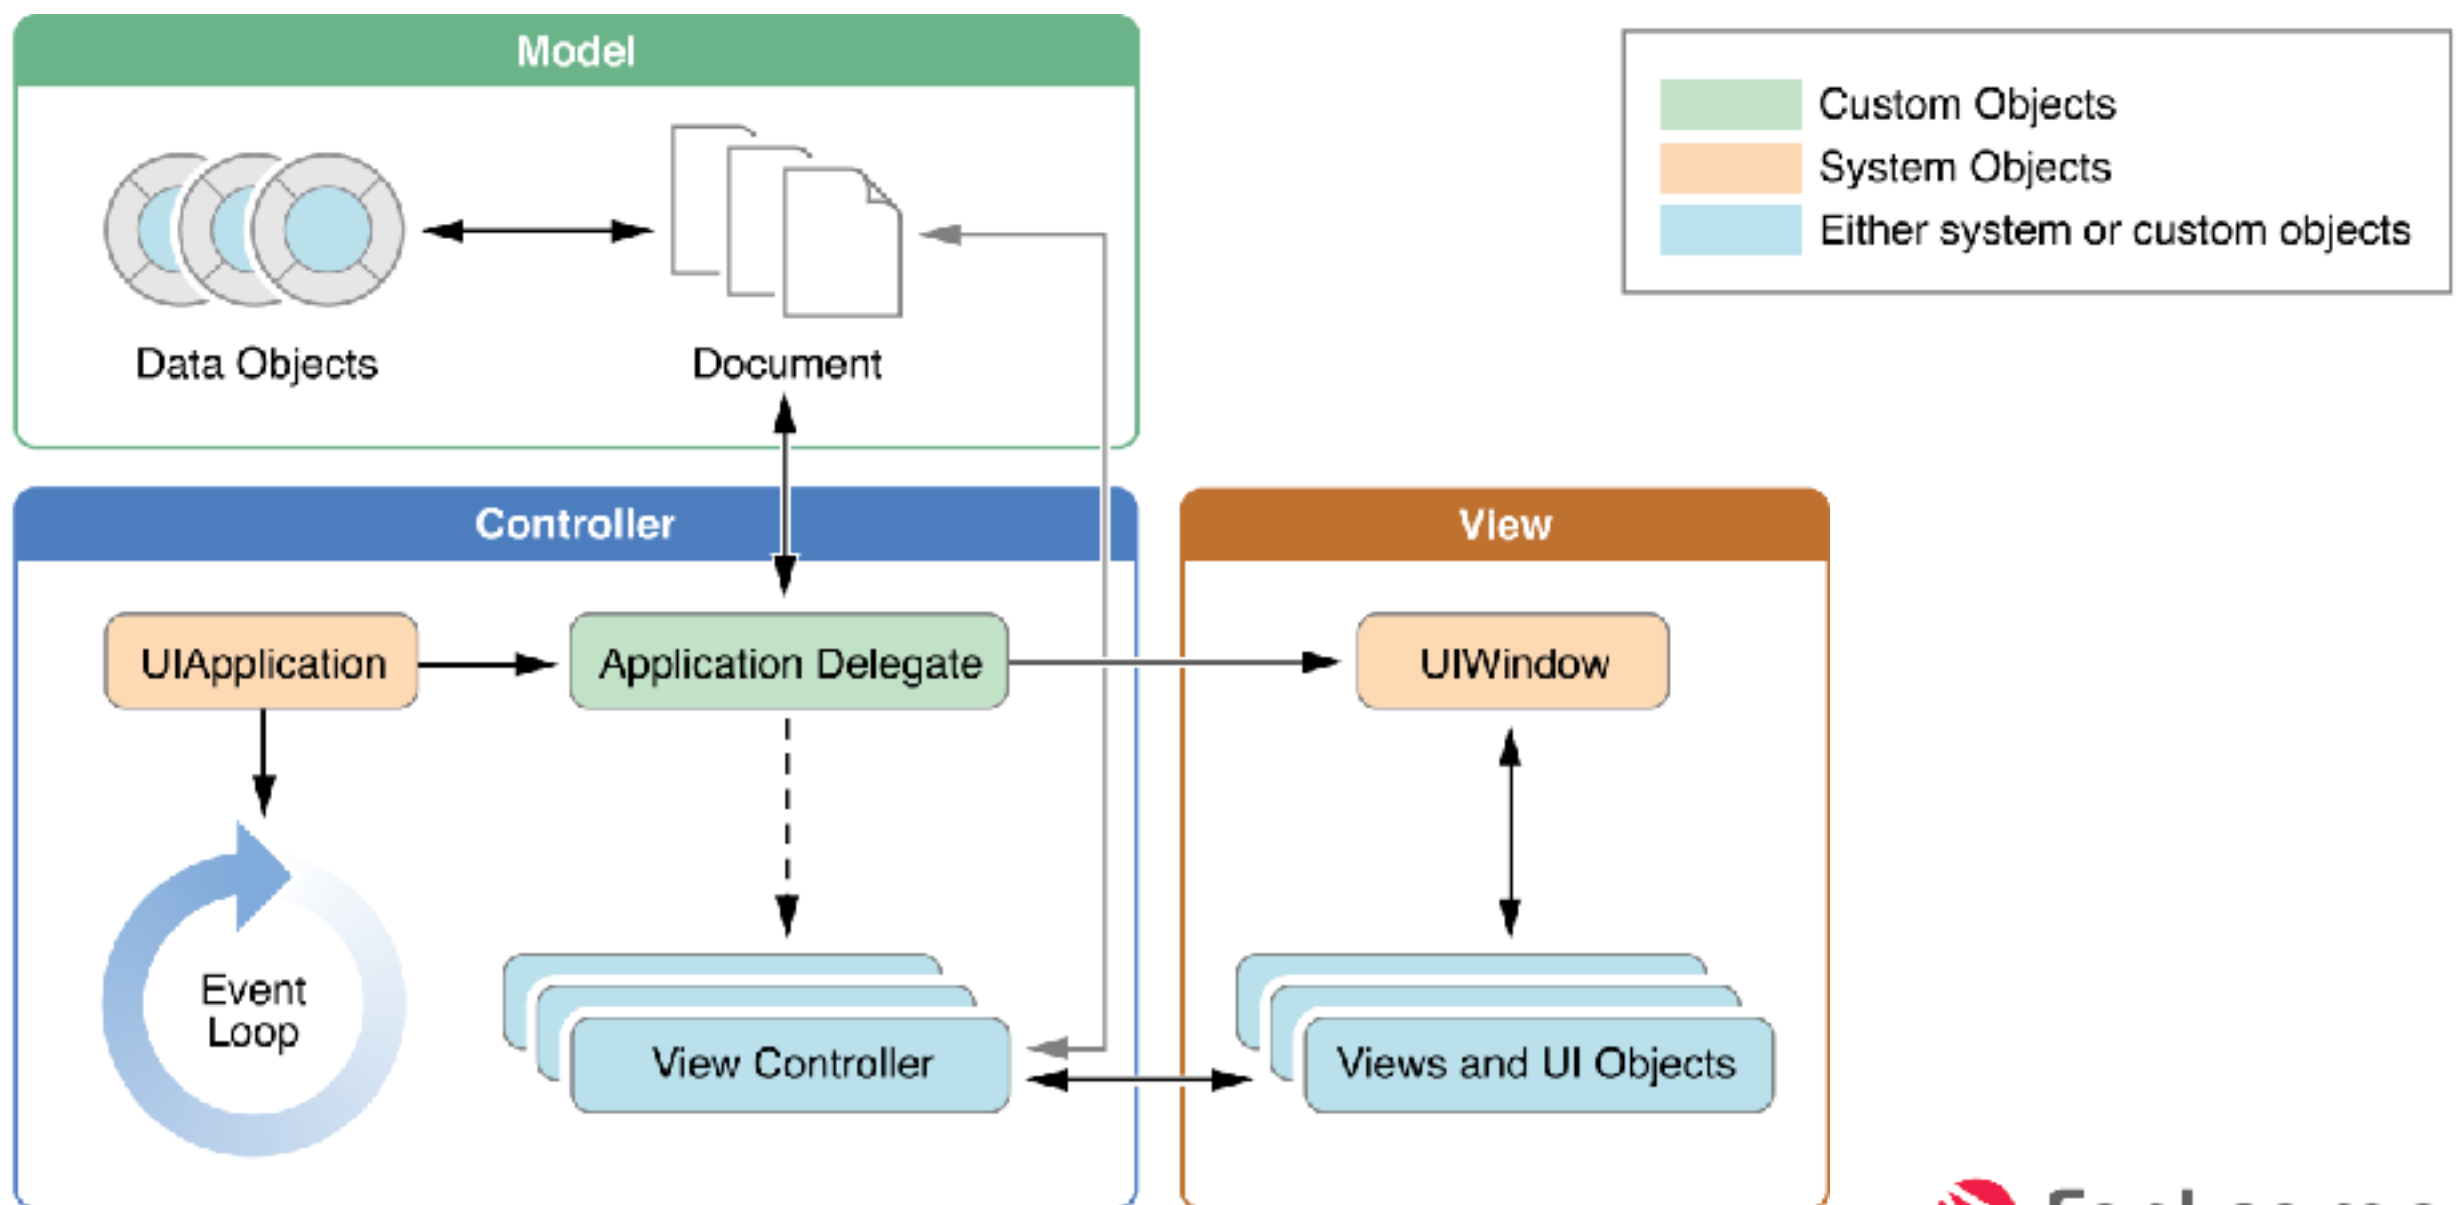 Model
Custom Objects
System Objects
Either system or custom objects
Data Objects
Document
Controller
View
UIApplication
Application Delegate
UIWindow
Event
Loop
View Controller
Views and UI Objects